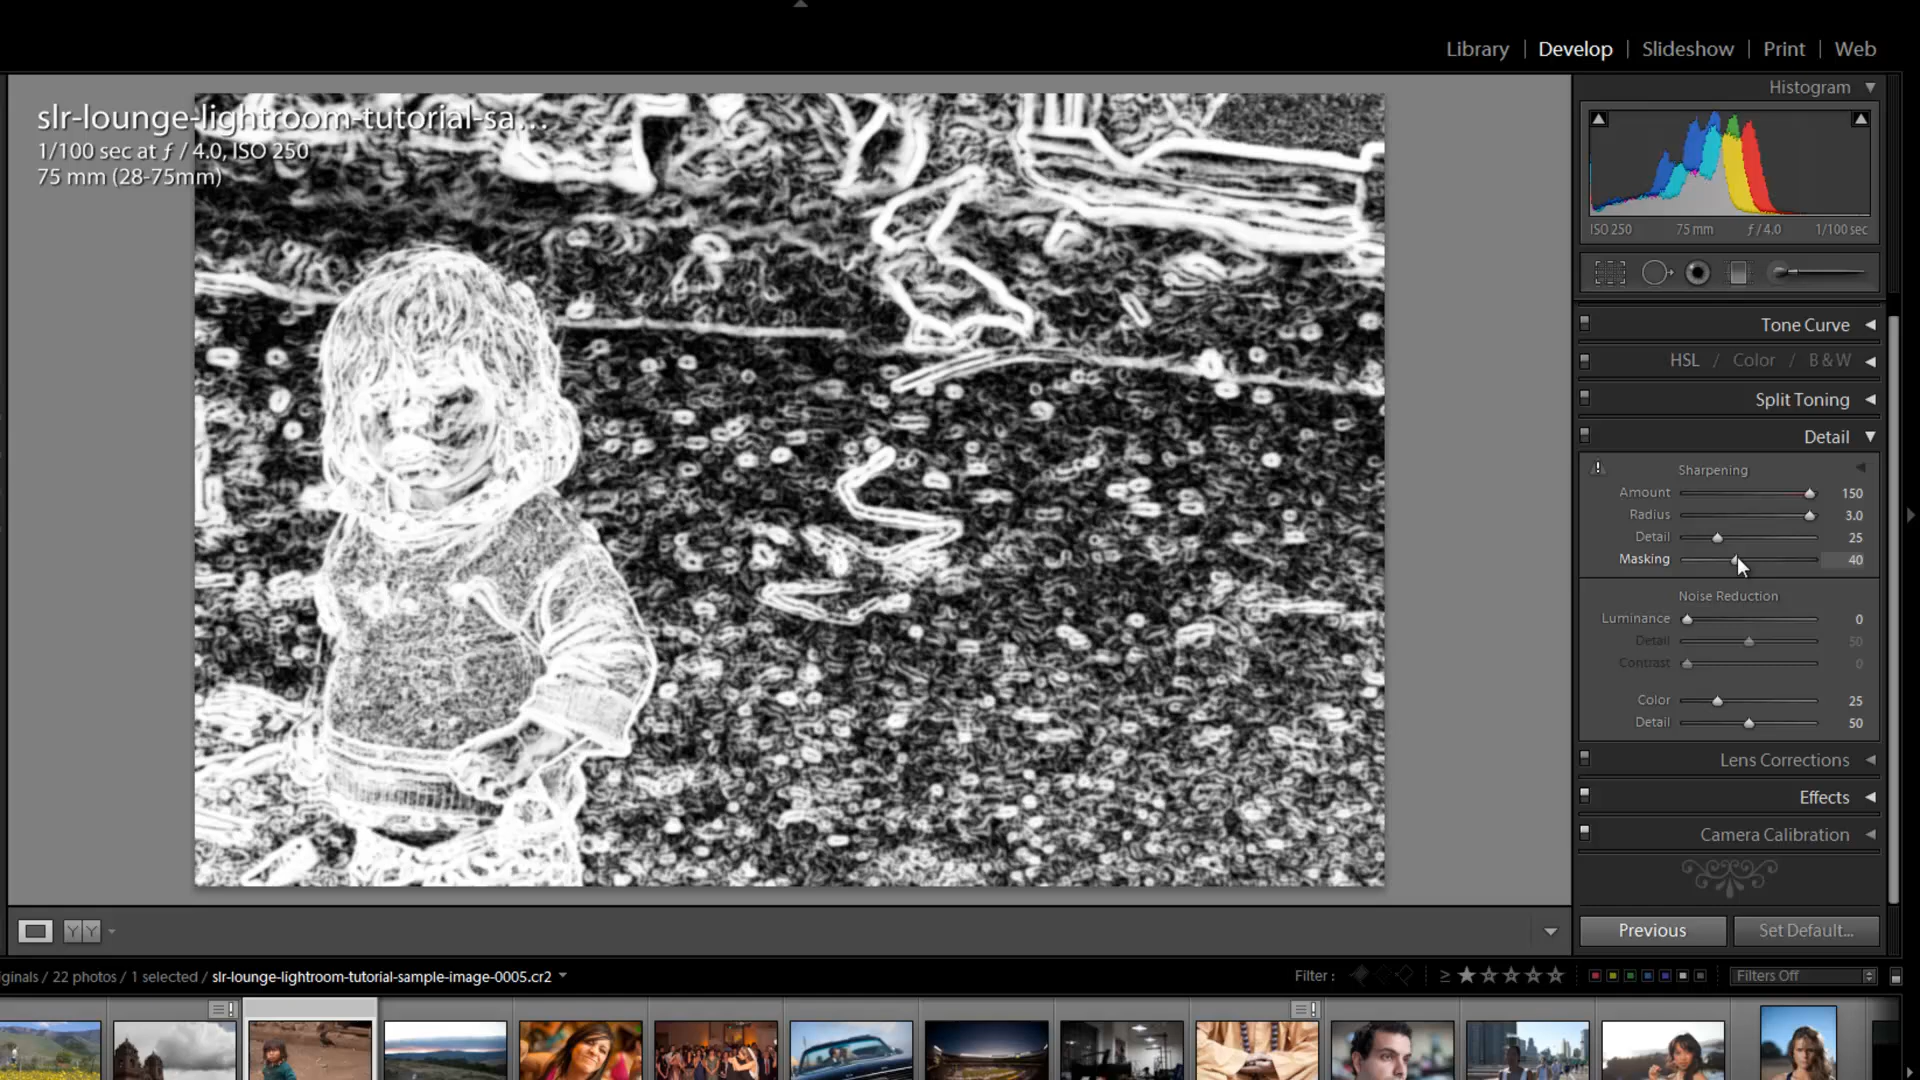 Library | Develop | Slideshow | Print | Web
Histogram
slr-lounge-lightroom-tutorial-sa...
1/100 sec at ƒ / 4.0, ISO 250
75 mm (28-75mm)
ISO 250 75 mm ƒ / 4.0 1/100 sec
Tone Curve
HSL / Color / B & W
Split Toning
Detail
Sharpening
Amount 150
Radius 3.0
Detail 25
Masking 40
Noise Reduction
Luminance 0
Detail 50
Contrast 0
Color 25
Detail 50
Lens Corrections
Effects
Camera Calibration
Previous Set Default...
YY
ginals / 22 photos / 1 selected / slr-lounge-lightroom-tutorial-sample-image-0005.cr2
Filter : ≥ Filters Off